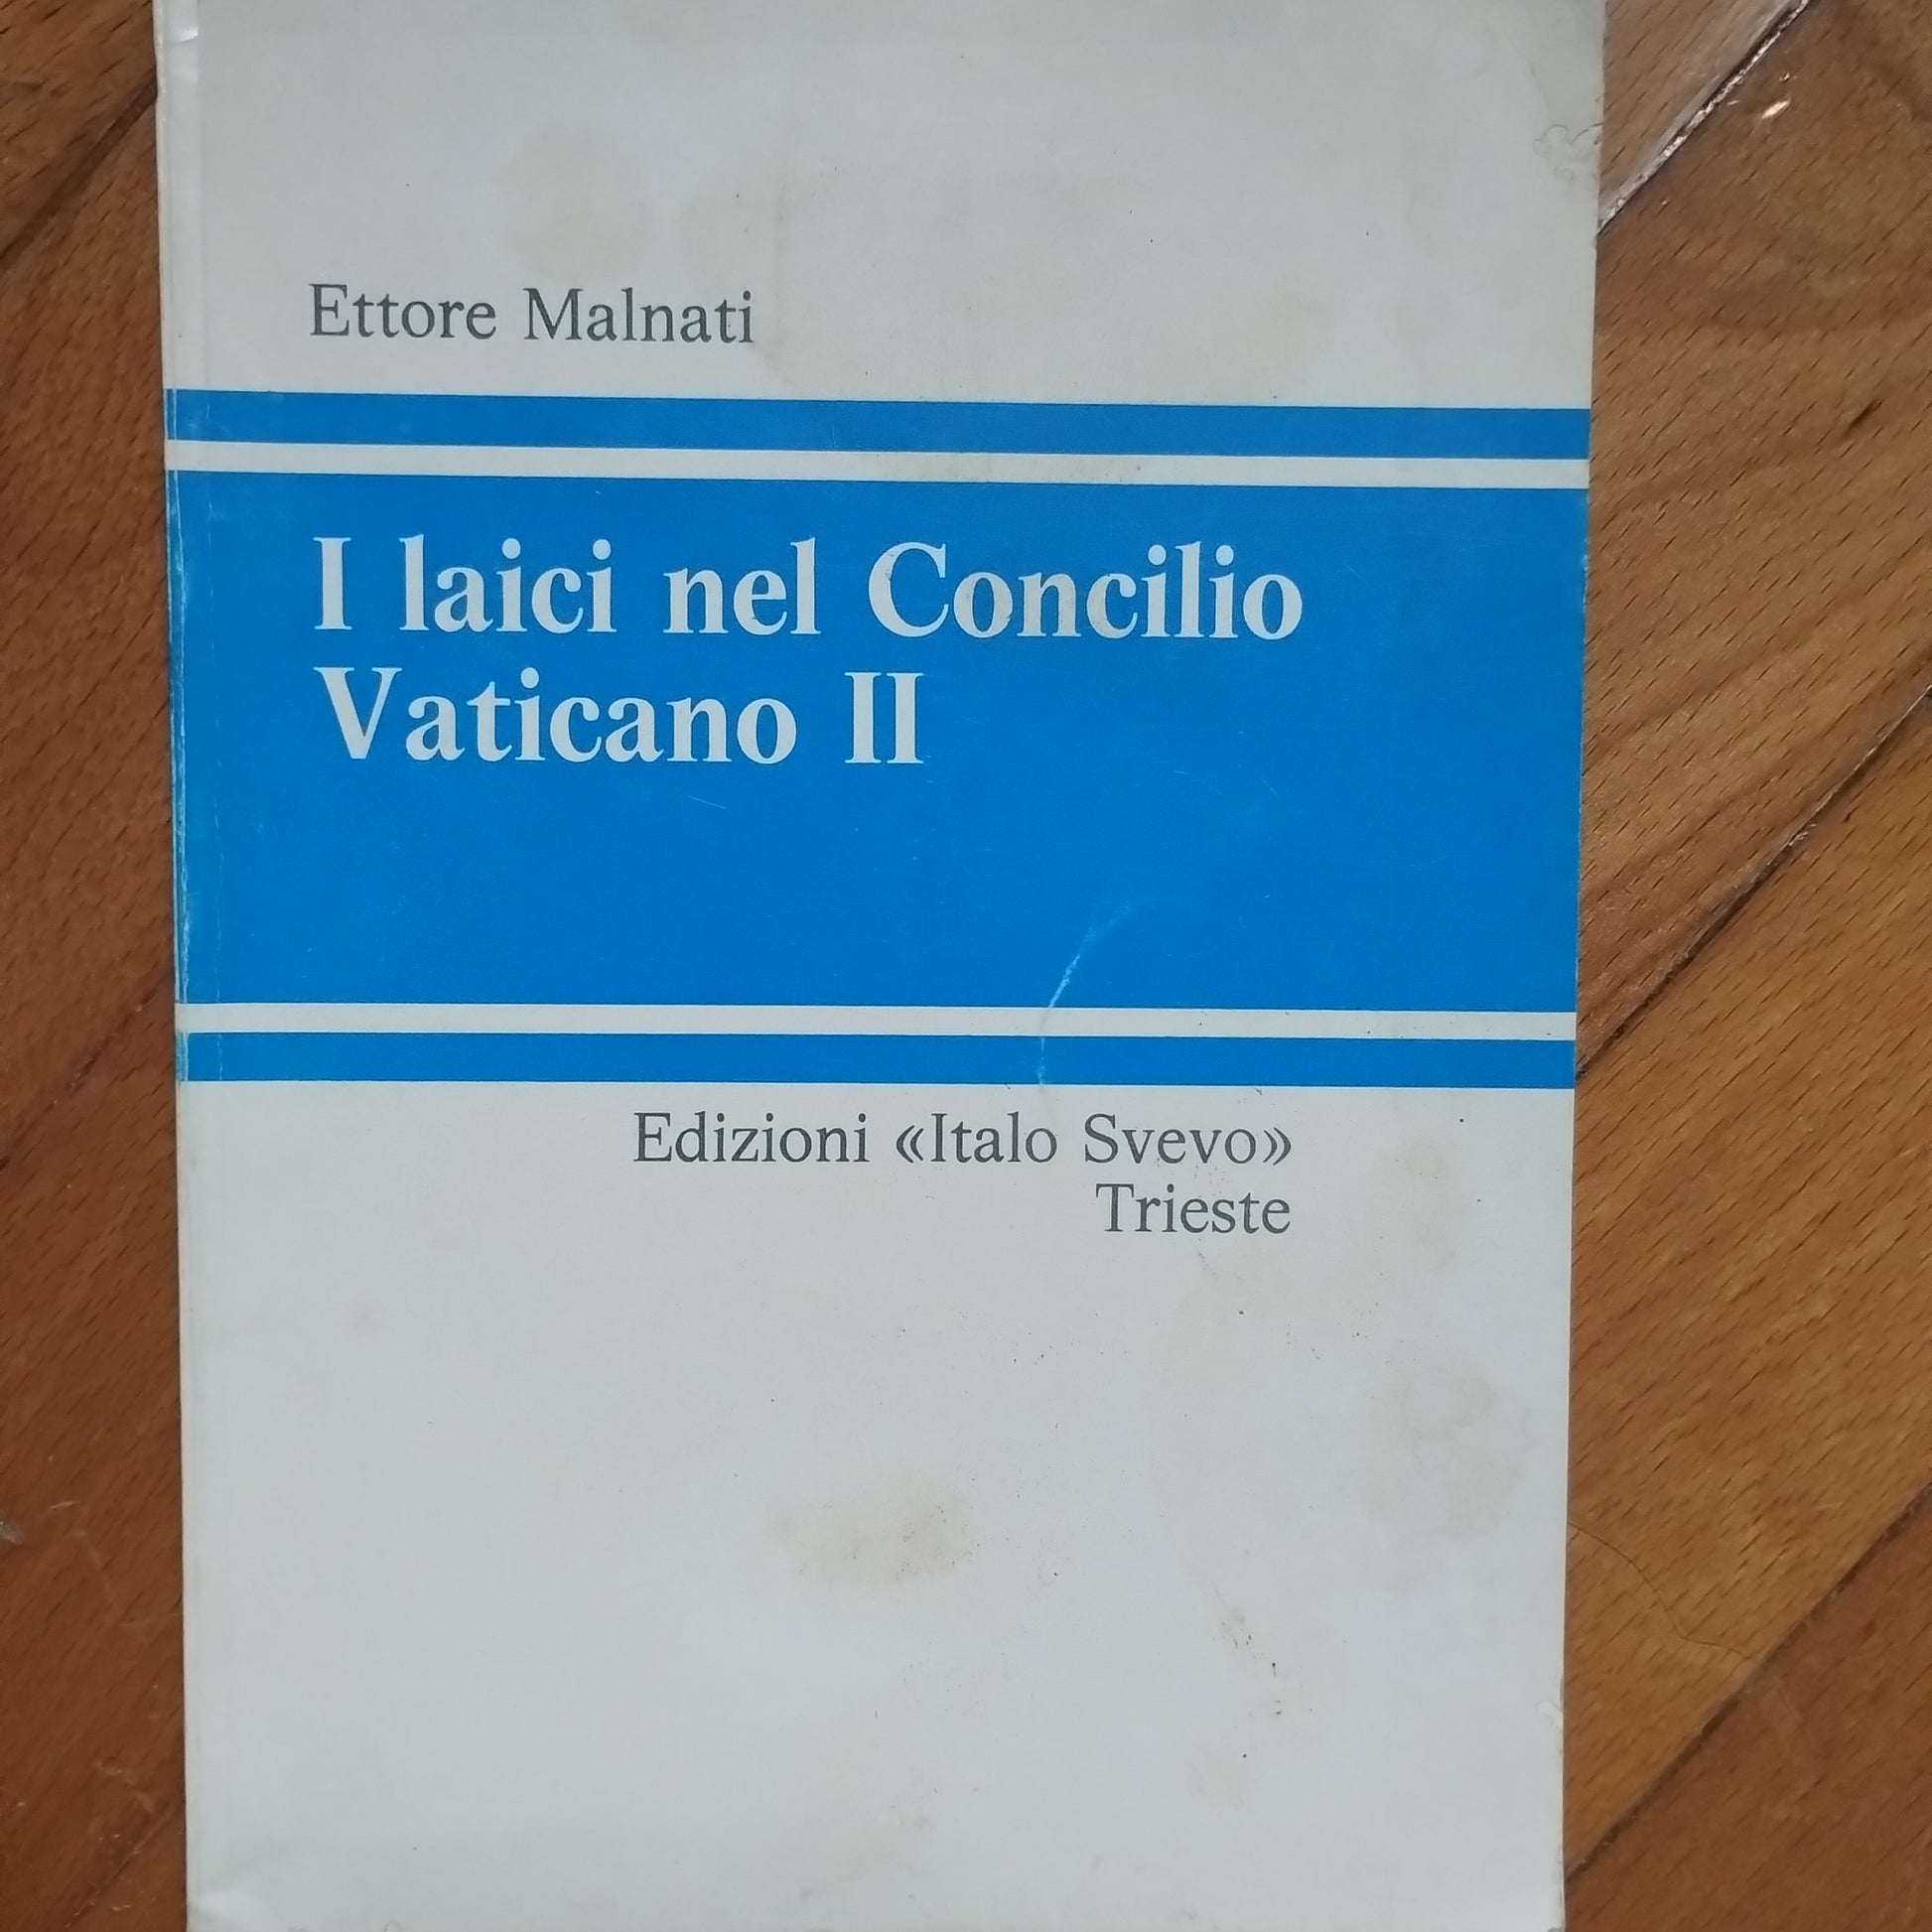 Ettore Malnati
I laici nel Concilio
Vaticano II
Edizioni «Italo Svevo»
Trieste